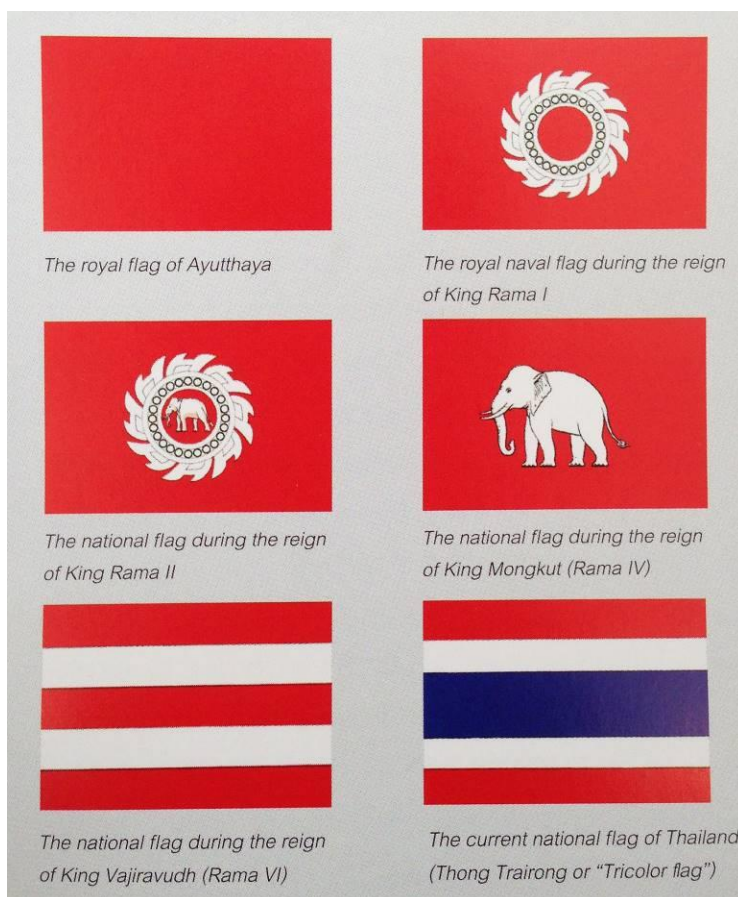 The royal flag of Ayutthaya
The royal naval flag during the reign
of King Rama I
The national flag during the reign
of King Rama II
The national flag during the reign
of King Mongkut (Rama IV)
The national flag during the reign
of King Vajiravudh (Rama VI)
The current national flag of Thailand
(Thong Trairong or “Tricolor flag”)